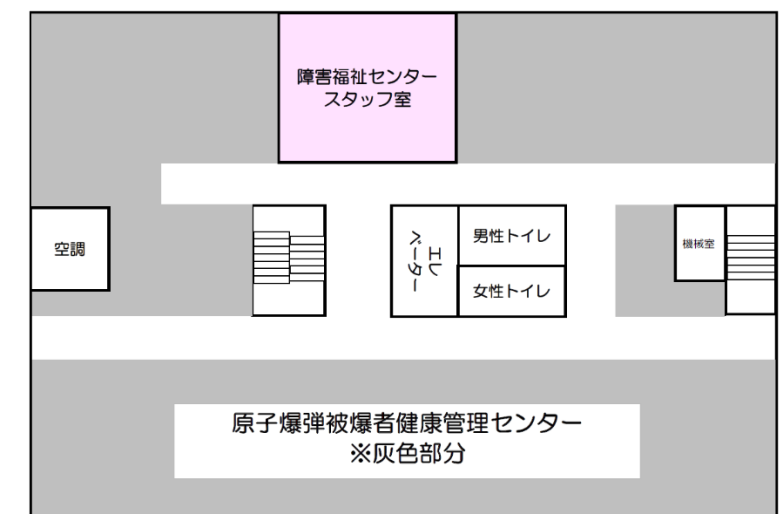 障害福祉センター
スタッフ室
空調
エレ
ベーター
男性トイレ
女性トイレ
機械室
原子爆弾被爆者健康管理センター
※灰色部分